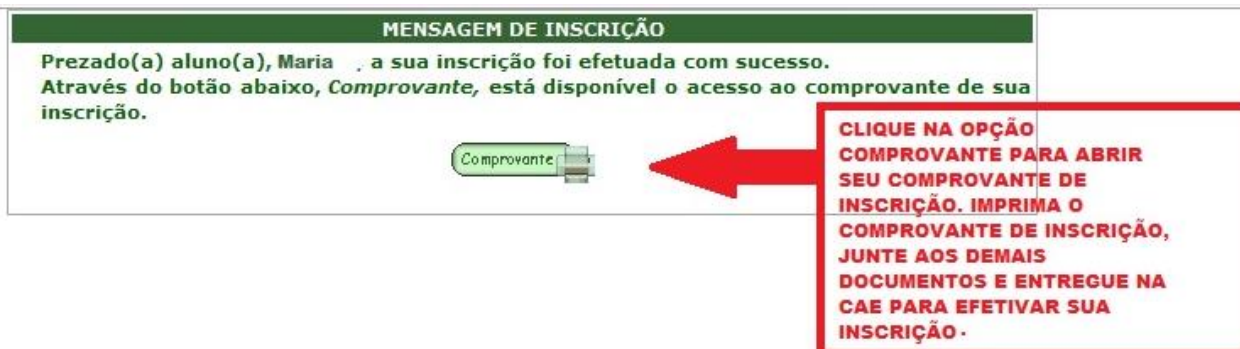 MENSAGEM DE INSCRIÇÃO
Prezado(a) aluno(a), Maria , a sua inscrição foi efetuada com sucesso.
Através do botão abaixo, Comprovante, está disponível o acesso ao comprovante de sua
inscrição.
Comprovante
CLIQUE NA OPÇÃO
COMPROVANTE PARA ABRIR
SEU COMPROVANTE DE
INSCRIÇÃO. IMPRIMA O
COMPROVANTE DE INSCRIÇÃO,
JUNTE AOS DEMAIS
DOCUMENTOS E ENTREGUE NA
CAE PARA EFETIVAR SUA
INSCRIÇÃO.